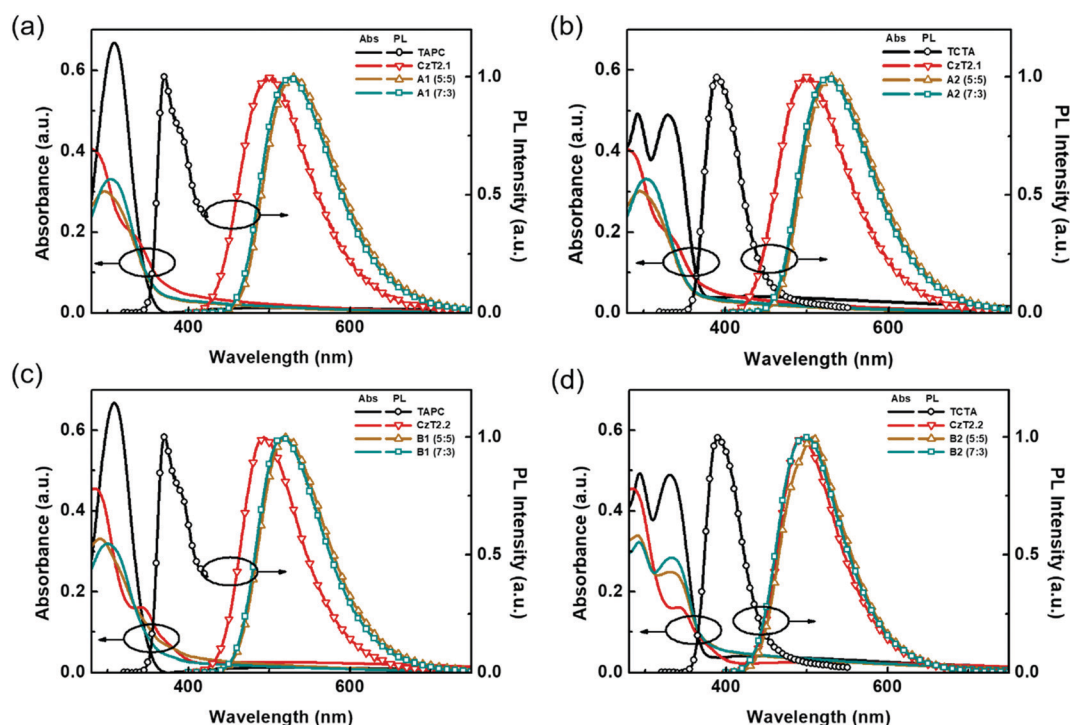 (a)
Abs PL
TAPC
CzT2.1
A1 (5:5)
A1 (7:3)
Absorbance (a.u.)
0.6
0.4
0.2
0.0
PL Intensity (a.u.)
1.0
0.5
0.0
400 600
Wavelength (nm)
(b)
Abs PL
TCTA
CzT2.1
A2 (5:5)
A2 (7:3)
Absorbance (a.u.)
0.6
0.4
0.2
0.0
PL Intensity (a.u.)
1.0
0.5
0.0
400 600
Wavelength (nm)
(c)
Abs PL
TAPC
CzT2.2
B1 (5:5)
B1 (7:3)
Absorbance (a.u.)
0.6
0.4
0.2
0.0
PL Intensity (a.u.)
1.0
0.5
0.0
400 600
Wavelength (nm)
(d)
Abs PL
TCTA
CzT2.2
B2 (5:5)
B2 (7:3)
Absorbance (a.u.)
0.6
0.4
0.2
0.0
PL Intensity (a.u.)
1.0
0.5
0.0
400 600
Wavelength (nm)